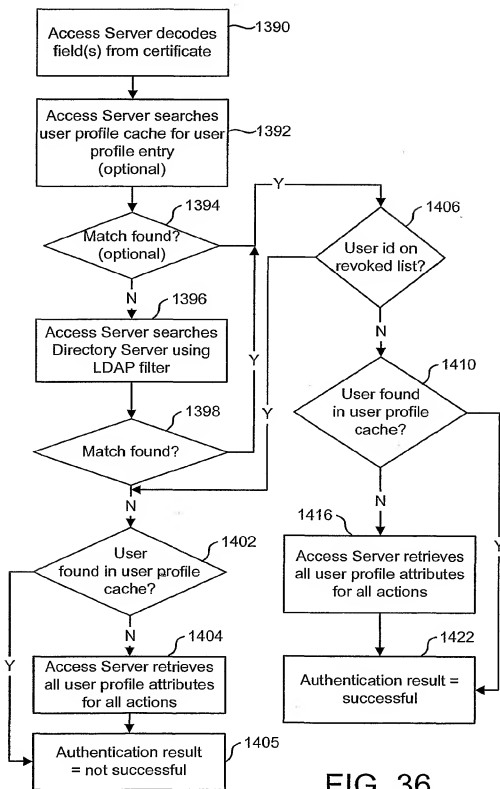 Access Server decodes
field(s) from certificate
1390
Access Server searches
user profile cache for user
profile entry
(optional)
1392
Y
Match found?
(optional)
1394
N
Access Server searches
Directory Server using
LDAP filter
1396
Y
Match found?
1398
N
User
found in user profile
cache?
1402
N
Y
Access Server retrieves
all user profile attributes
for all actions
1404
Authentication result
= not successful
1405
User id on
revoked list?
1406
Y
N
User found
in user profile
cache?
1410
N
Y
Access Server retrieves
all user profile attributes
for all actions
1416
Authentication result =
successful
1422
FIG. 36